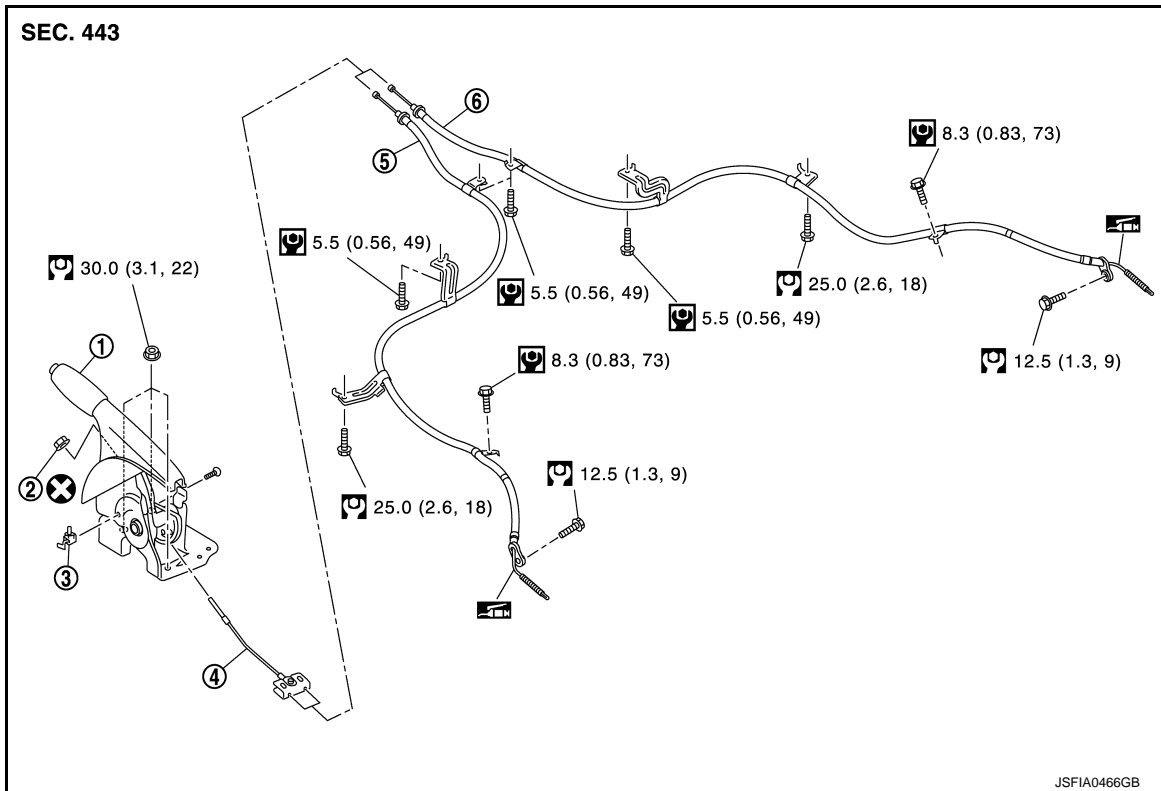 SEC. 443
⑥
8.3 (0.83, 73)
⑤
5.5 (0.56, 49)
30.0 (3.1, 22)
5.5 (0.56, 49)
25.0 (2.6, 18)
5.5 (0.56, 49)
①
8.3 (0.83, 73)
12.5 (1.3, 9)
②
12.5 (1.3, 9)
25.0 (2.6, 18)
③
④
JSFIA0466GB